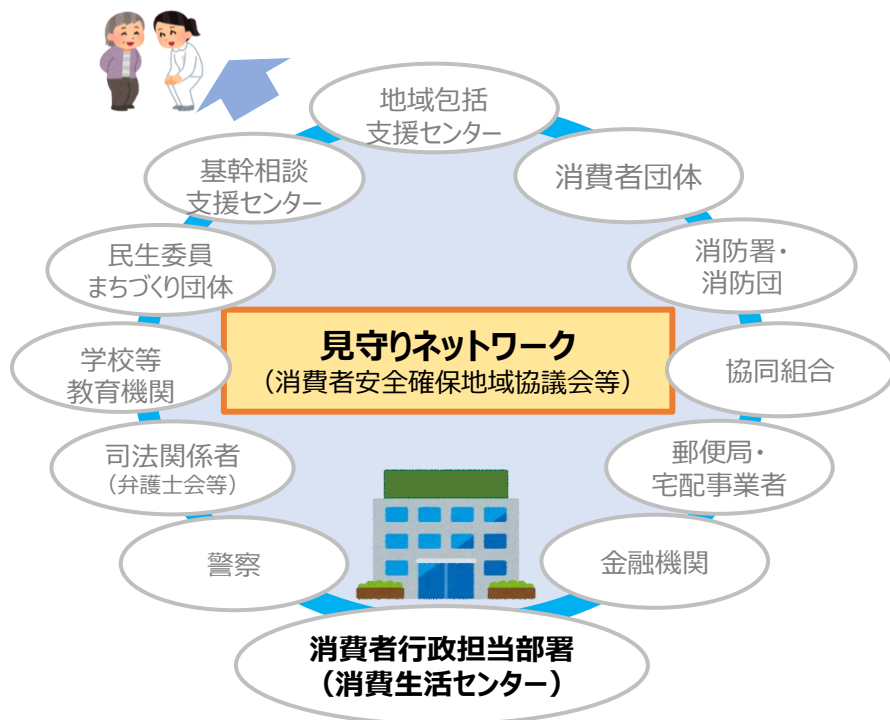 地域包括
支援センター
基幹相談
支援センター
消費者団体
民生委員
まちづくり団体
消防署・
消防団
見守りネットワーク
（消費者安全確保地域協議会等）
学校等
教育機関
協同組合
司法関係者
（弁護士会等）
郵便局・
宅配事業者
警察
金融機関
消費者行政担当部署
（消費生活センター）